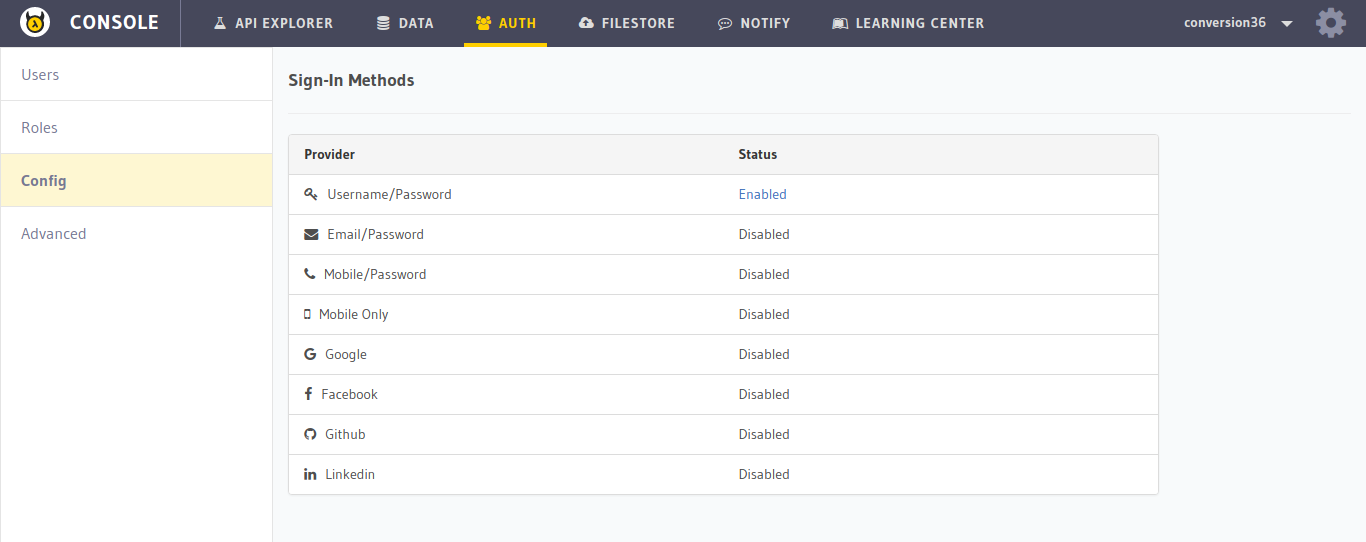 CONSOLE API EXPLORER DATA AUTH FILESTORE NOTIFY LEARNING CENTER conversion36
Users
Roles
Config
Advanced
Sign-In Methods
Provider Status
Username/Password Enabled
Email/Password Disabled
Mobile/Password Disabled
Mobile Only Disabled
Google Disabled
Facebook Disabled
Github Disabled
Linkedin Disabled